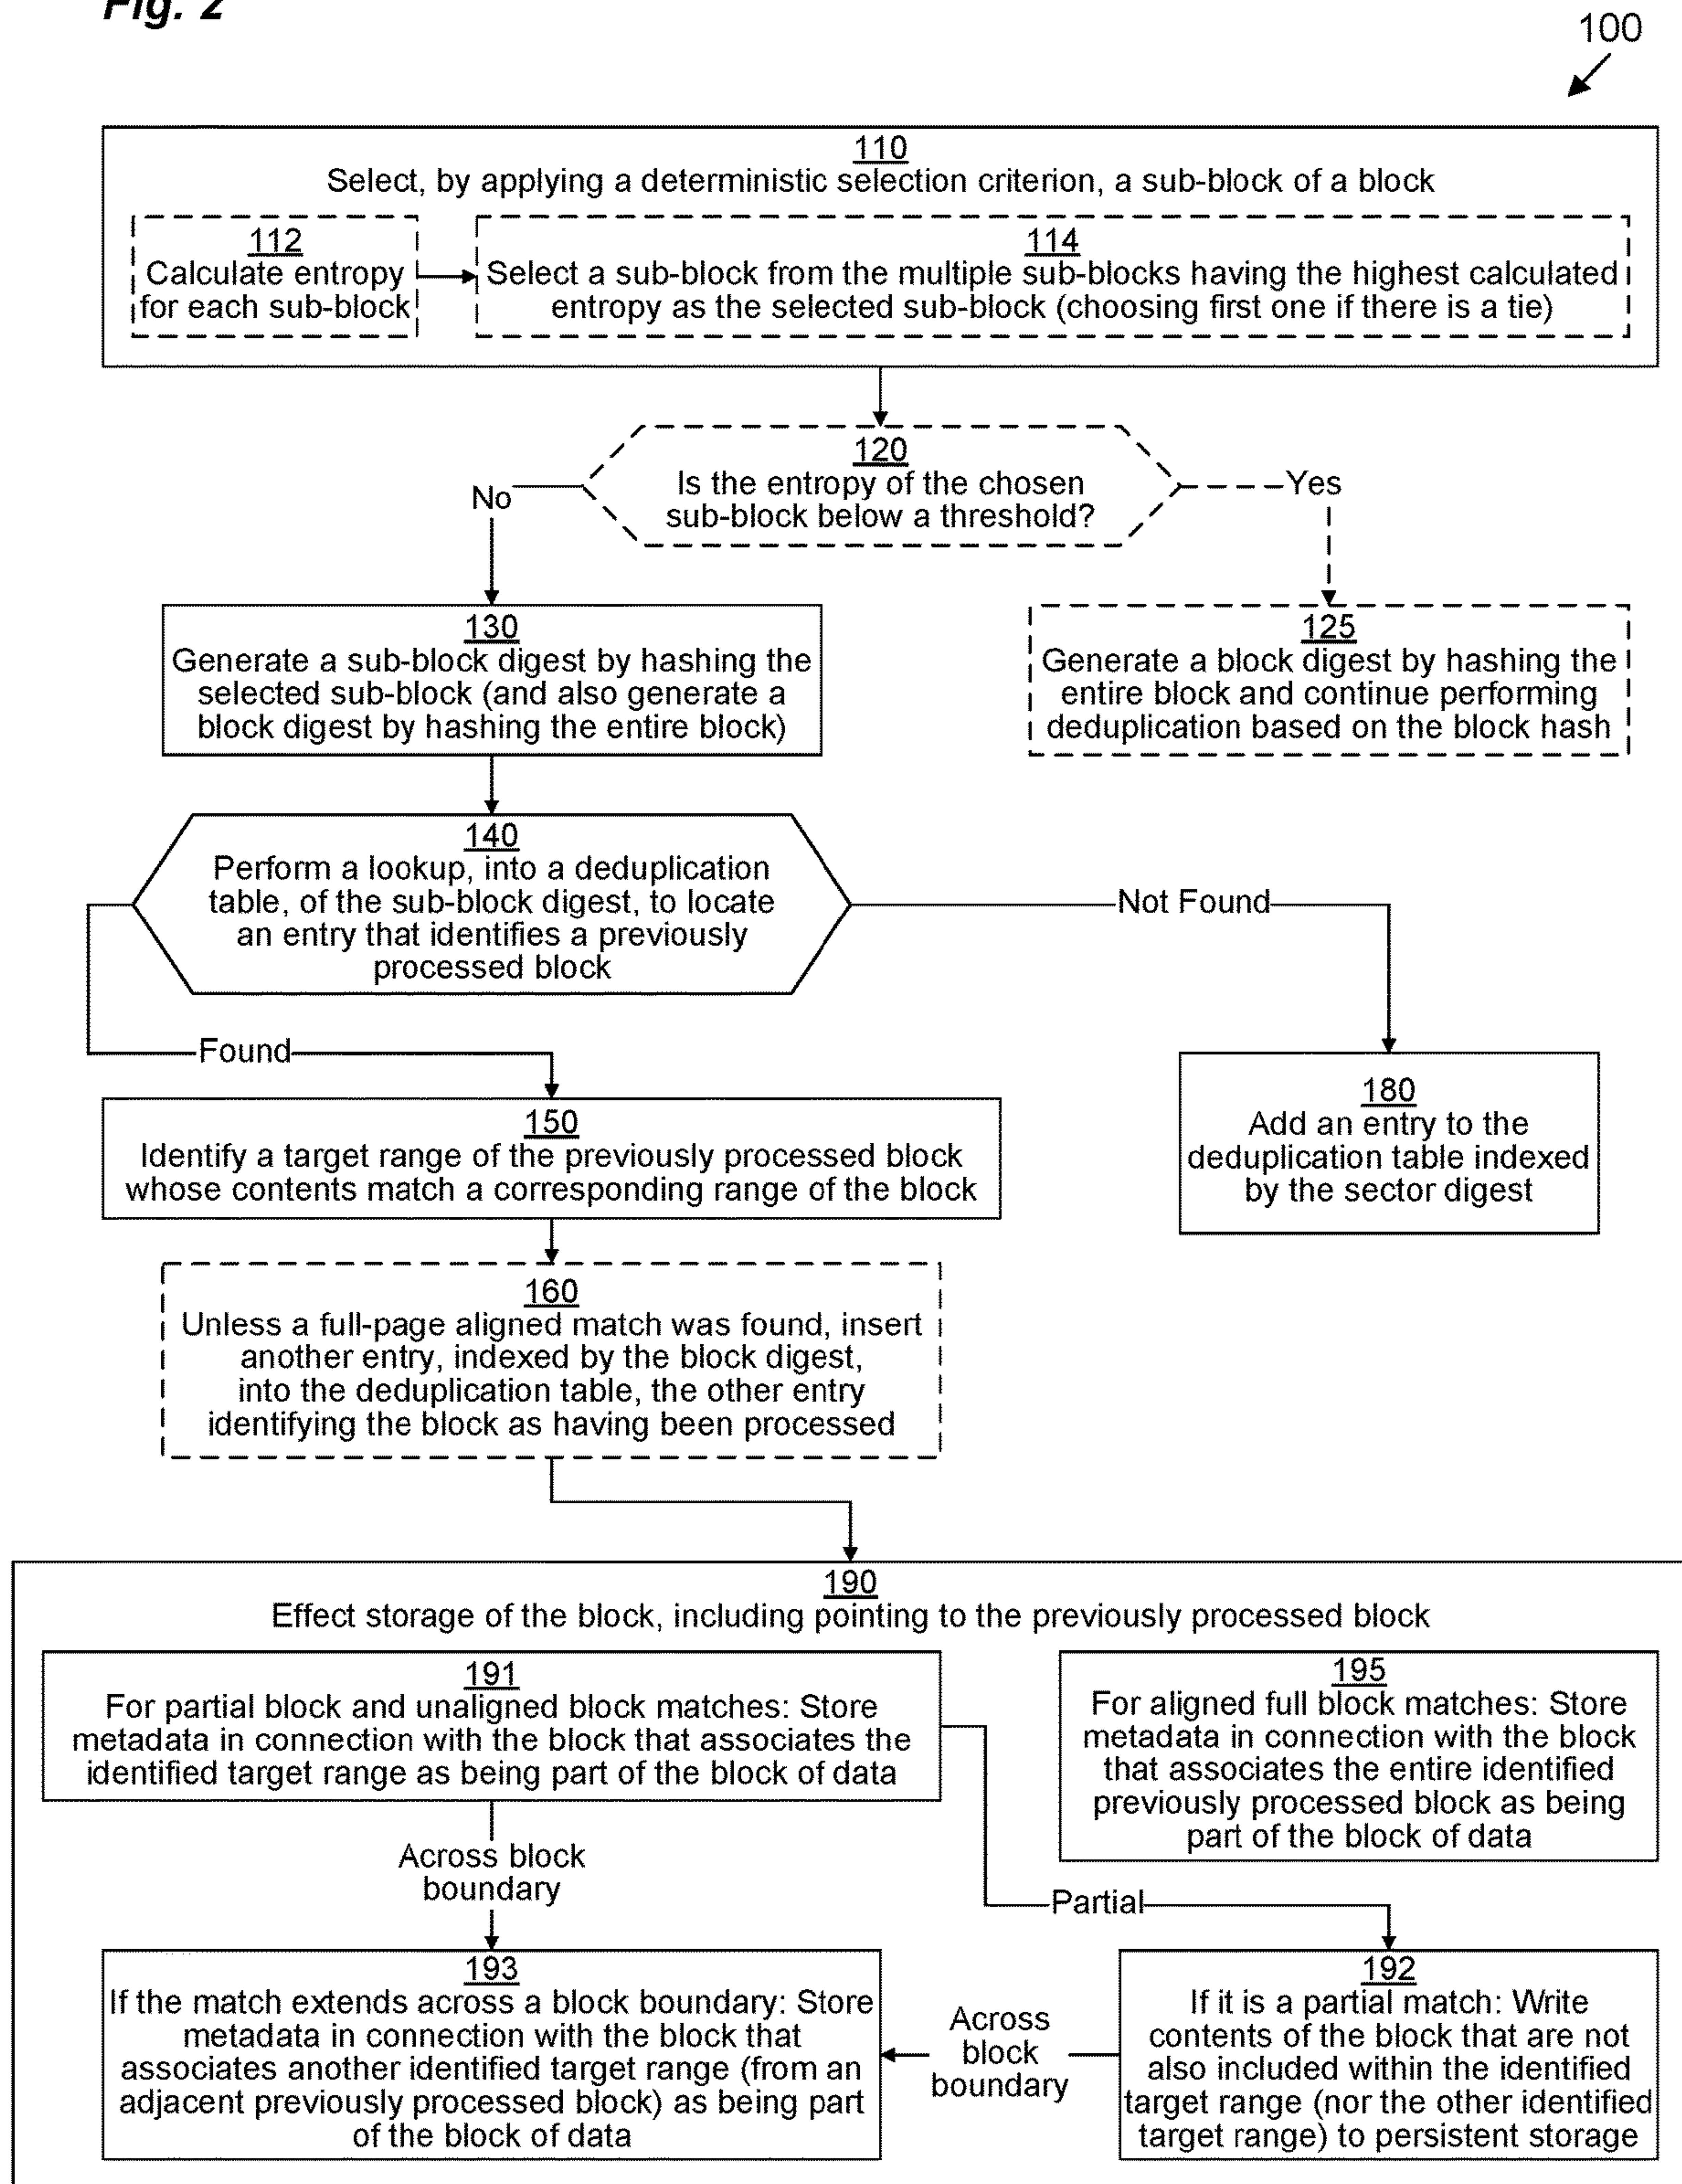 Fig. 2
100
110
Select, by applying a deterministic selection criterion, a sub-block of a block
112
Calculate entropy
for each sub-block
114
Select a sub-block from the multiple sub-blocks having the highest calculated
entropy as the selected sub-block (choosing first one if there is a tie)
120
Is the entropy of the chosen
sub-block below a threshold?
No
Yes
130
Generate a sub-block digest by hashing the
selected sub-block (and also generate a
block digest by hashing the entire block)
125
Generate a block digest by hashing the
entire block and continue performing
deduplication based on the block hash
140
Perform a lookup, into a deduplication
table, of the sub-block digest, to locate
an entry that identifies a previously
processed block
Not Found
Found
150
Identify a target range of the previously processed block
whose contents match a corresponding range of the block
180
Add an entry to the
deduplication table indexed
by the sector digest
160
Unless a full-page aligned match was found, insert
another entry, indexed by the block digest,
into the deduplication table, the other entry
identifying the block as having been processed
190
Effect storage of the block, including pointing to the previously processed block
191
For partial block and unaligned block matches: Store
metadata in connection with the block that associates the
identified target range as being part of the block of data
195
For aligned full block matches: Store
metadata in connection with the block
that associates the entire identified
previously processed block as being
part of the block of data
Across block
boundary
Partial
193
If the match extends across a block boundary: Store
metadata in connection with the block that
associates another identified target range (from an
adjacent previously processed block) as being part
of the block of data
Across
block
boundary
192
If it is a partial match: Write
contents of the block that are not
also included within the identified
target range (nor the other identified
target range) to persistent storage